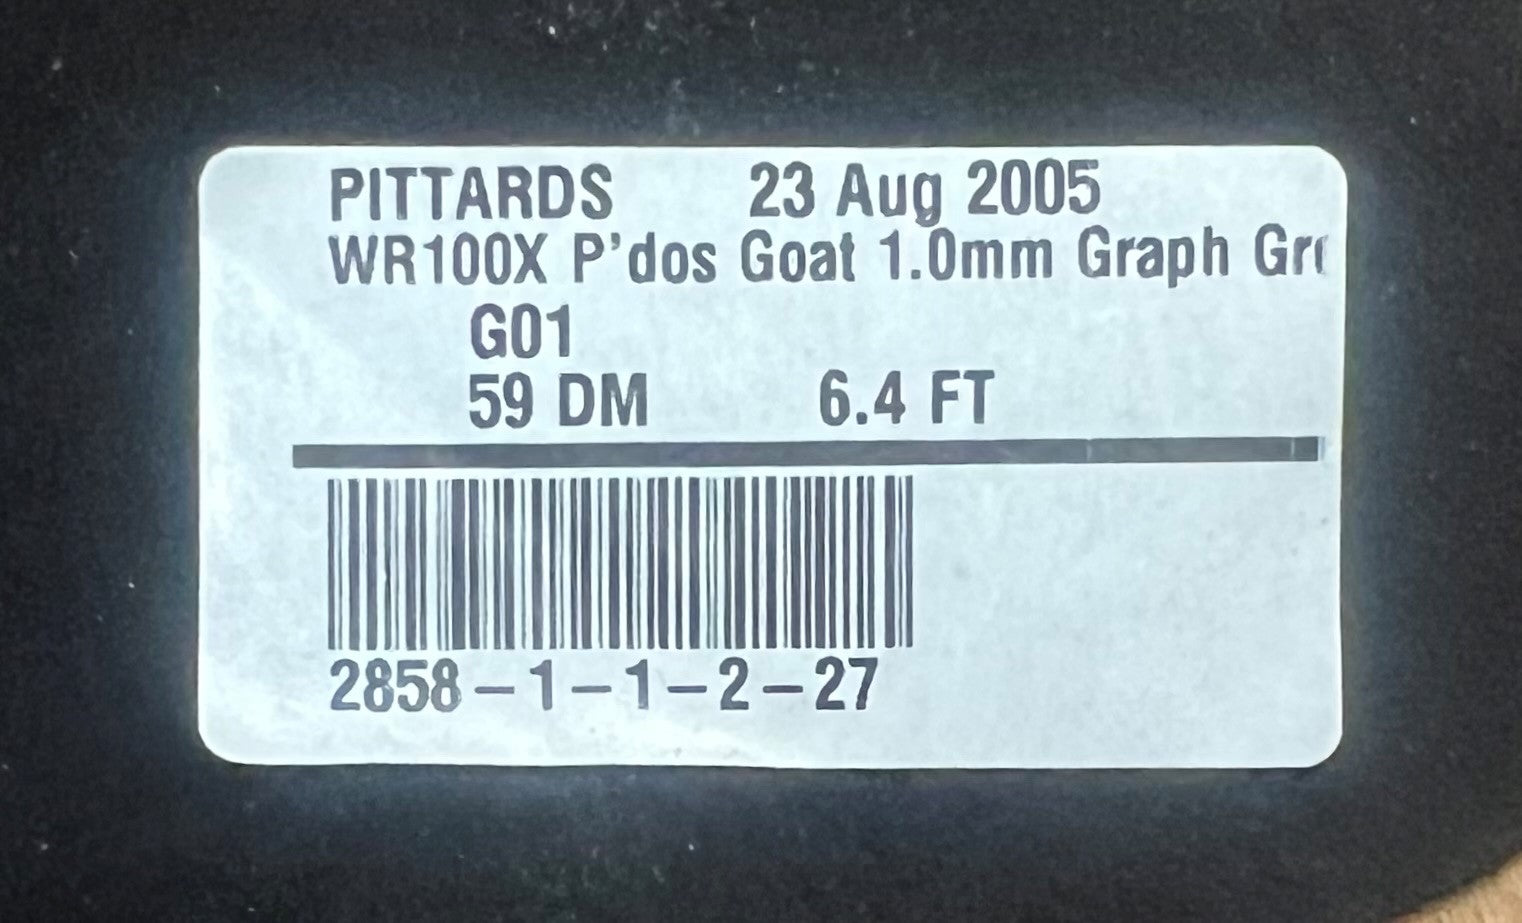 PITTARDS 23 Aug 2005
WR100X P'dos Goat 1.0mm Graph
G01
59 DM 6.4 FT
2858-1-1-2-27